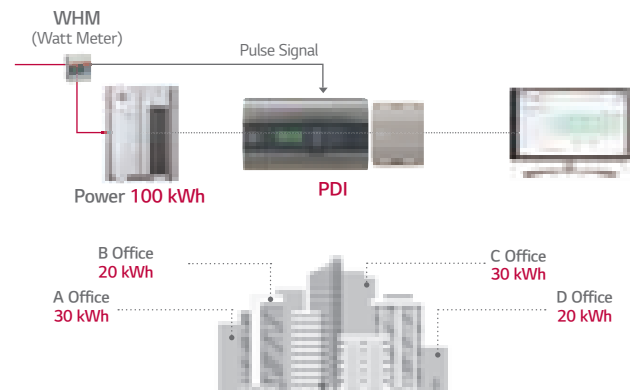 WHM
(Watt Meter)
Pulse Signal
Power 100 kWh
PDI
B Office
20 kWh
C Office
30 kWh
A Office
30 kWh
D Office
20 kWh